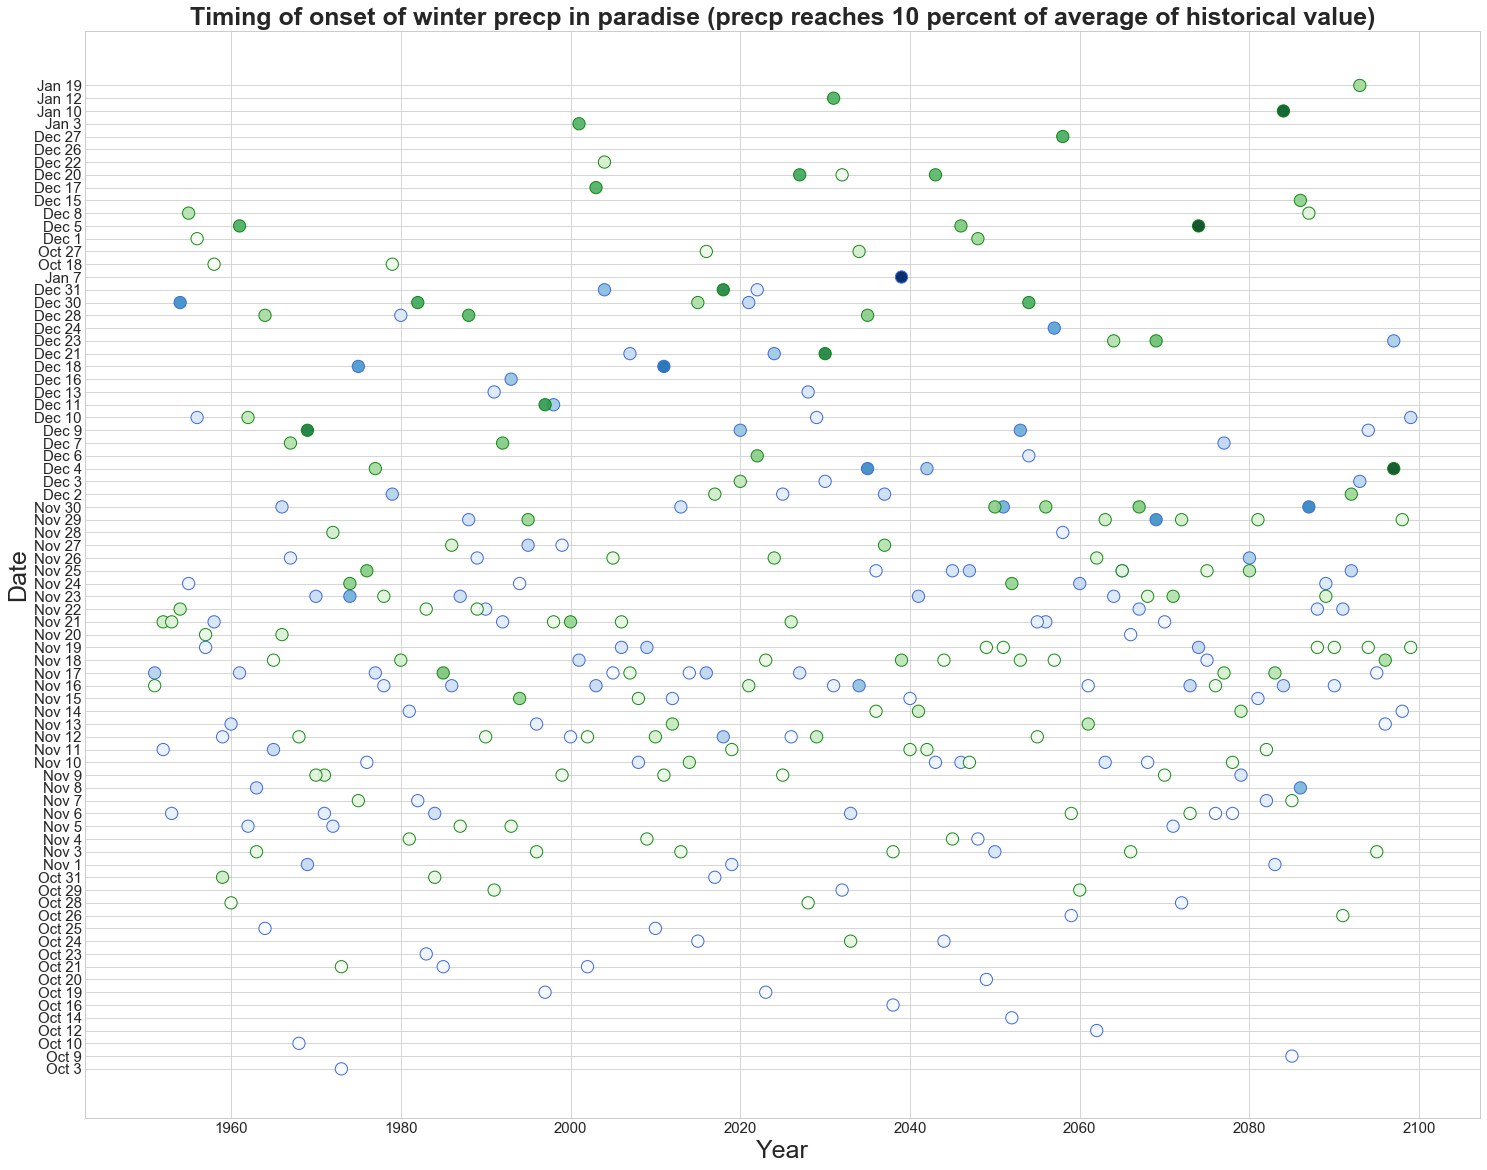 Timing of onset of winter precp in paradise (precp reaches 10 percent of average of historical value)
Date
Jan 19
Jan 12
Jan 10
Jan 3
Dec 27
Dec 26
Dec 22
Dec 20
Dec 17
Dec 15
Dec 8
Dec 5
Dec 1
Oct 27
Oct 18
Jan 7
Dec 31
Dec 30
Dec 28
Dec 24
Dec 23
Dec 21
Dec 18
Dec 16
Dec 13
Dec 11
Dec 10
Dec 9
Dec 7
Dec 6
Dec 4
Dec 3
Dec 2
Nov 30
Nov 29
Nov 28
Nov 27
Nov 26
Nov 25
Nov 24
Nov 23
Nov 22
Nov 21
Nov 20
Nov 19
Nov 18
Nov 17
Nov 16
Nov 15
Nov 14
Nov 13
Nov 12
Nov 11
Nov 10
Nov 9
Nov 8
Nov 7
Nov 6
Nov 5
Nov 4
Nov 3
Nov 1
Oct 31
Oct 29
Oct 28
Oct 26
Oct 25
Oct 24
Oct 23
Oct 21
Oct 20
Oct 19
Oct 16
Oct 14
Oct 12
Oct 10
Oct 9
Oct 3
1960 1980 2000 2020 2040 2060 2080 2100
Year